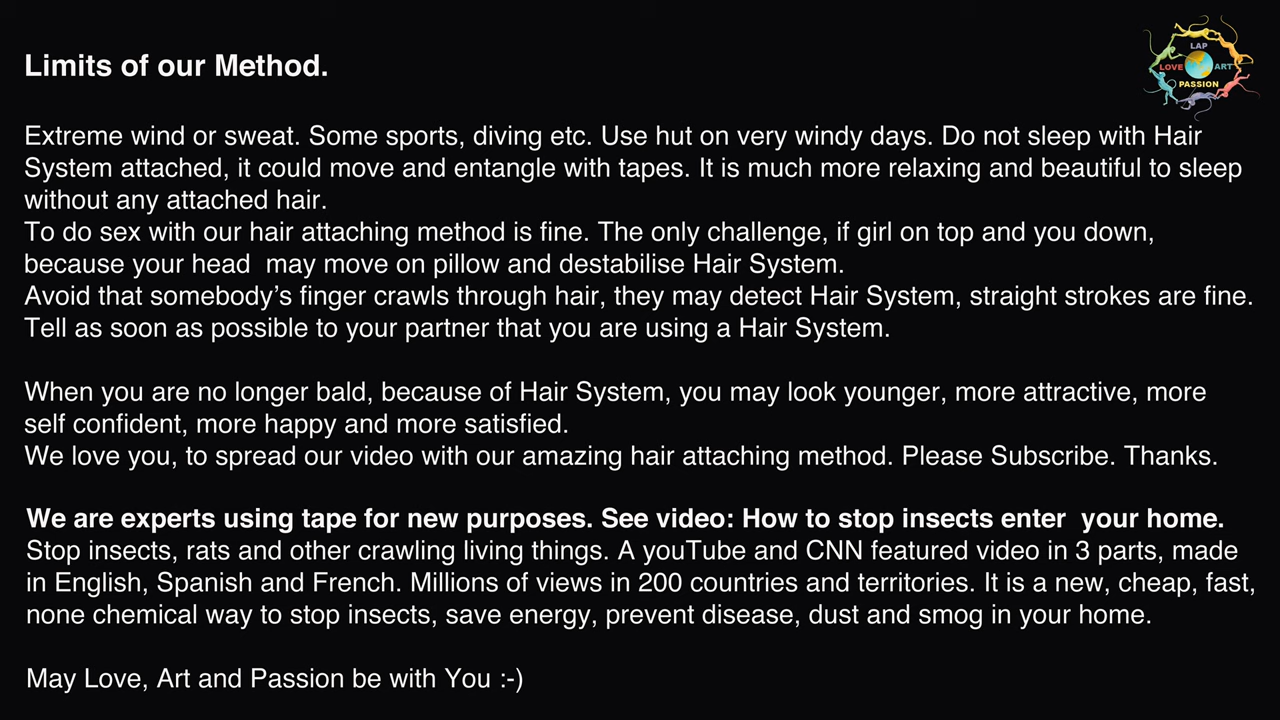 Limits of our Method.
LAP
LOVE ART
PASSION
Extreme wind or sweat. Some sports, diving etc. Use hut on very windy days. Do not sleep with Hair
System attached, it could move and entangle with tapes. It is much more relaxing and beautiful to sleep
without any attached hair.
To do sex with our hair attaching method is fine. The only challenge, if girl on top and you down,
because your head  may move on pillow and destabilise Hair System.
Avoid that somebody’s finger crawls through hair, they may detect Hair System, straight strokes are fine.
Tell as soon as possible to your partner that you are using a Hair System.
When you are no longer bald, because of Hair System, you may look younger, more attractive, more
self confident, more happy and more satisfied.
We love you, to spread our video with our amazing hair attaching method. Please Subscribe. Thanks.
We are experts using tape for new purposes. See video: How to stop insects enter  your home.
Stop insects, rats and other crawling living things. A youTube and CNN featured video in 3 parts, made
in English, Spanish and French. Millions of views in 200 countries and territories. It is a new, cheap, fast,
none chemical way to stop insects, save energy, prevent disease, dust and smog in your home.
May Love, Art and Passion be with You :-)